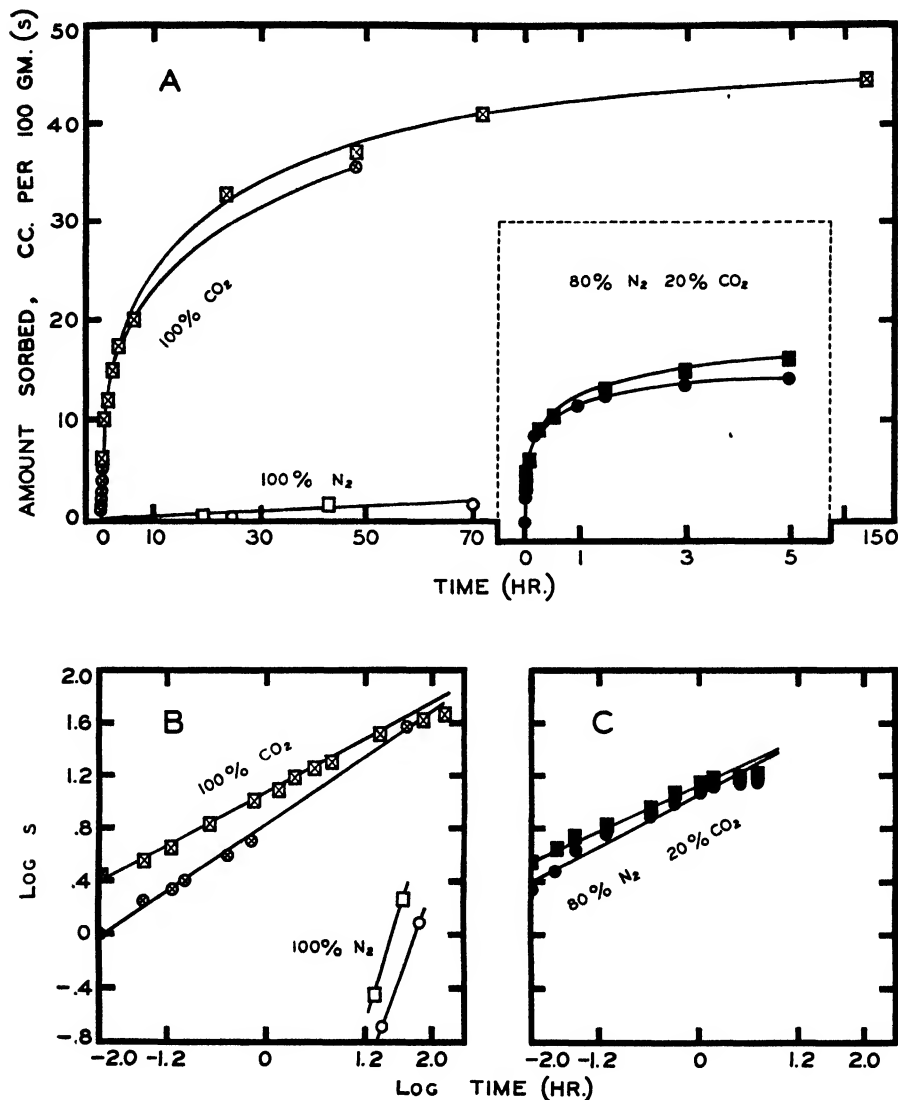 AMOUNT SORBED, CC. PER 100 GM. (S)
50
40
30
20
10
0
A
100% CO₂
100% N₂
80% N₂ 20% CO₂
0 10 30 50 70 0 1 3 5 150
TIME (HR.)
LOG S
2.0
1.6
1.2
.8
.4
0
-.4
-.8
B
100% CO₂
100% N₂
-2.0 -1.2 0 1.2 2.0
C
80% N₂ 20% CO₂
-2.0 -1.2 0 1.2 2.0
LOG TIME (HR.)